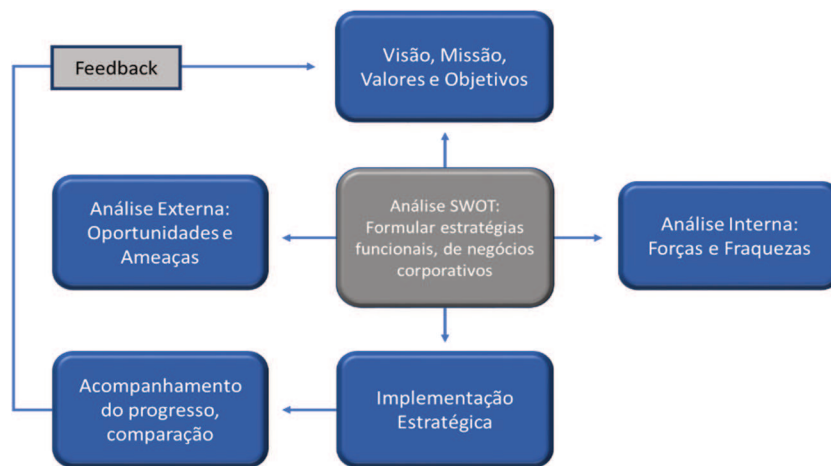 Feedback
Visão, Missão,
Valores e Objetivos
Análise Externa:
Oportunidades e
Ameaças
Análise SWOT:
Formular estratégias
funcionais, de negócios
corporativos
Análise Interna:
Forças e Fraquezas
Acompanhamento
do progresso,
comparação
Implementação
Estratégica